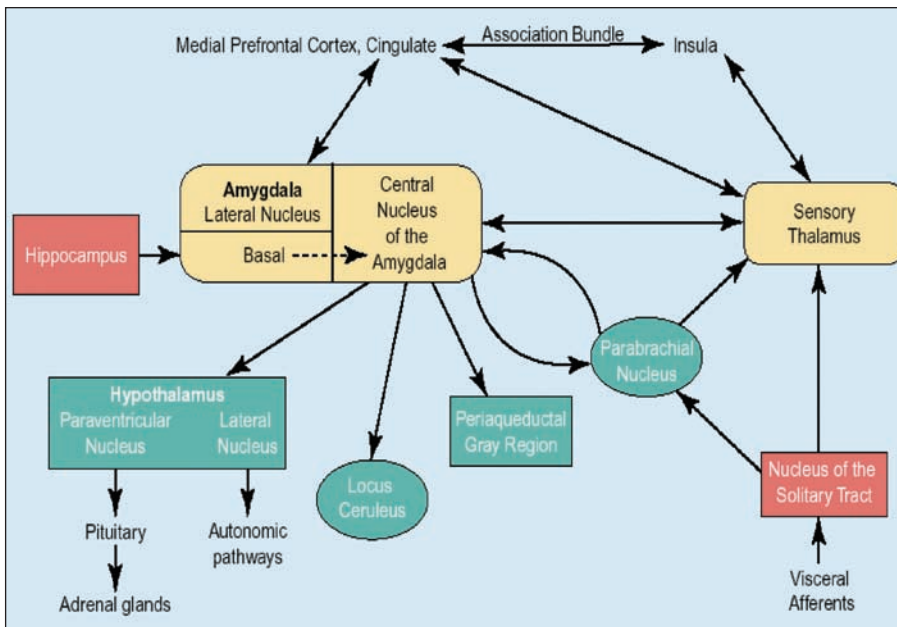 Medial Prefrontal Cortex, Cingulate
Association Bundle
Insula
Amygdala
Lateral Nucleus
Basal
Central
Nucleus
of the
Amygdala
Sensory
Thalamus
Hippocampus
Parabrachial
Nucleus
Hypothalamus
Paraventricular
Nucleus
Lateral
Nucleus
Periaqueductal
Gray Region
Locus
Ceruleus
Nucleus of the
Solitary Tract
Pituitary
Autonomic
pathways
Adrenal glands
Visceral
Afferents